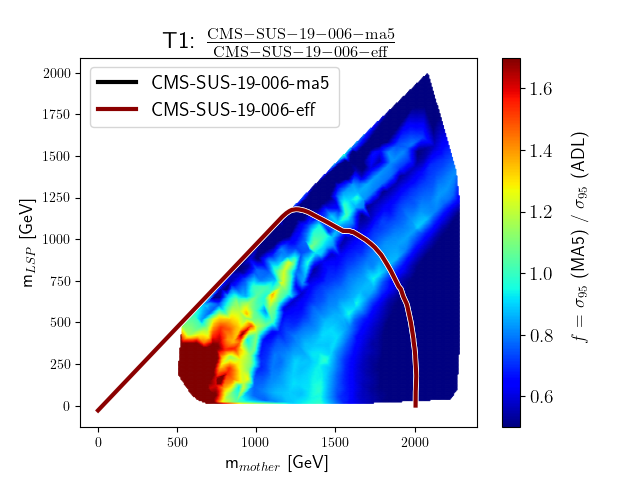 T1: CMS−SUS−19−006−ma5
CMS−SUS−19−006−eff
CMS-SUS-19-006-ma5
CMS-SUS-19-006-eff
2000
1750
1500
1250
1000
750
500
250
0
m_LSP [GeV]
0 500 1000 1500 2000
m_mother [GeV]
1.6
1.4
1.2
1.0
0.8
0.6
f = σ_95 (MA5) / σ_95 (ADL)